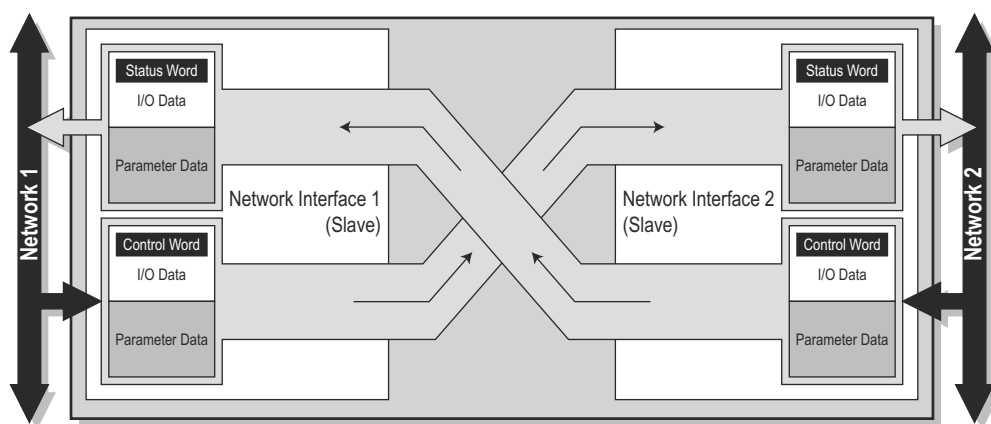 Network 1
Status Word
I/O Data
Parameter Data
Control Word
I/O Data
Parameter Data
Network Interface 1
(Slave)
Network Interface 2
(Slave)
Status Word
I/O Data
Parameter Data
Control Word
I/O Data
Parameter Data
Network 2